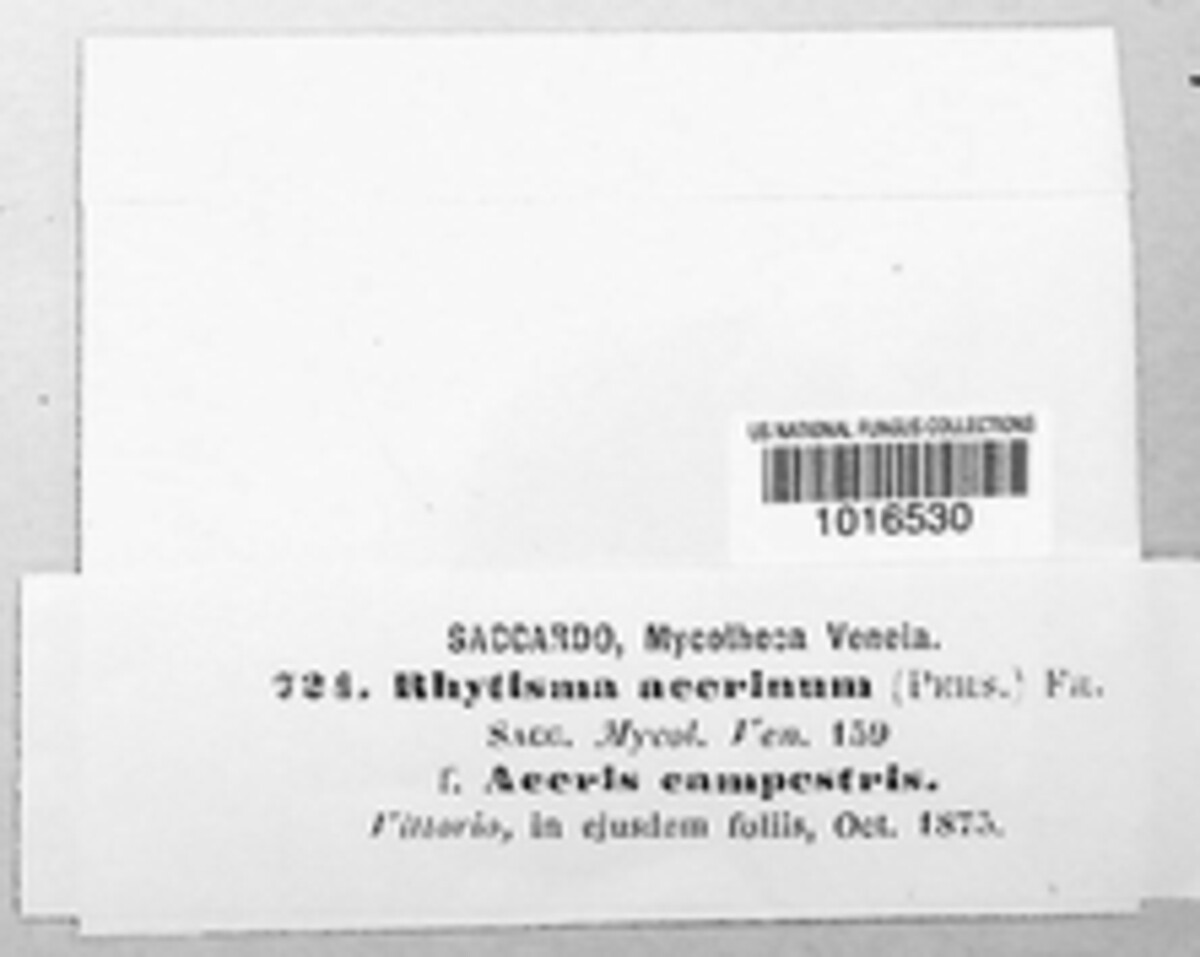 US NATIONAL FUNGUS COLLECTIONS
1016530
SACCARDO, Mycotheca Veneta.
724. Rhytisma acerinum (PERS.) FR.
SACC. Mycol. Ven. 159
f. Aceris campestris.
Vittorio, in ejusdem foliis, Oct. 1875.